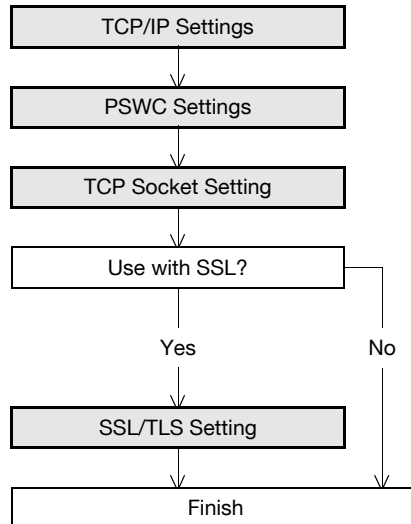 TCP/IP Settings
PSWC Settings
TCP Socket Setting
Use with SSL?
Yes
No
SSL/TLS Setting
Finish